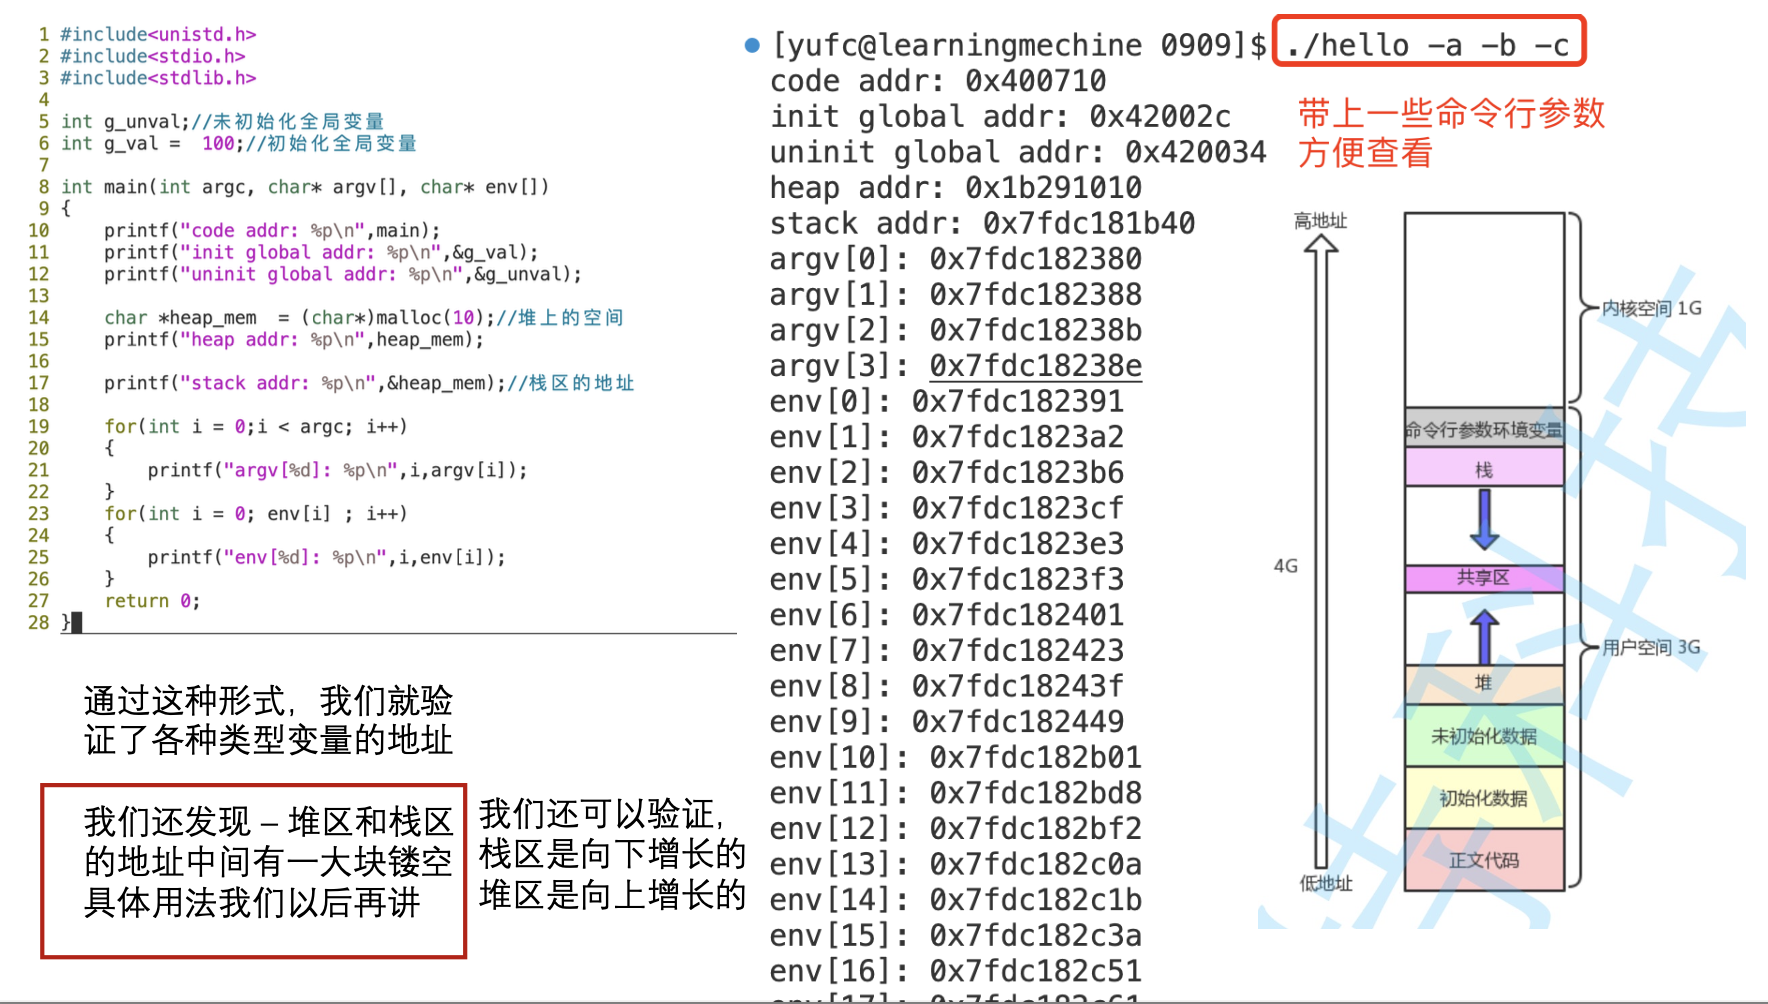 1 #include<unistd.h>
2 #include<stdio.h>
3 #include<stdlib.h>
4
5 int g_unval;//未初始化全局变量
6 int g_val =  100;//初始化全局变量
7
8 int main(int argc, char* argv[], char* env[])
9 {
10     printf("code addr: %p\n",main);
11     printf("init global addr: %p\n",&g_val);
12     printf("uninit global addr: %p\n",&g_unval);
13
14     char *heap_mem  = (char*)malloc(10);//堆上的空间
15     printf("heap addr: %p\n",heap_mem);
16
17     printf("stack addr: %p\n",&heap_mem);//栈区的地址
18
19     for(int i = 0;i < argc; i++)
20     {
21         printf("argv[%d]: %p\n",i,argv[i]);
22     }
23     for(int i = 0; env[i] ; i++)
24     {
25         printf("env[%d]: %p\n",i,env[i]);
26     }
27     return 0;
28 }
通过这种形式，我们就验
证了各种类型变量的地址
我们还发现 – 堆区和栈区
的地址中间有一大块镂空
具体用法我们以后再讲
我们还可以验证，
栈区是向下增长的
堆区是向上增长的
[yufc@learningmechine 0909]$ ./hello -a -b -c
code addr: 0x400710
init global addr: 0x42002c
uninit global addr: 0x420034
heap addr: 0x1b291010
stack addr: 0x7fdc181b40
argv[0]: 0x7fdc182380
argv[1]: 0x7fdc182388
argv[2]: 0x7fdc18238b
argv[3]: 0x7fdc18238e
env[0]: 0x7fdc182391
env[1]: 0x7fdc1823a2
env[2]: 0x7fdc1823b6
env[3]: 0x7fdc1823cf
env[4]: 0x7fdc1823e3
env[5]: 0x7fdc1823f3
env[6]: 0x7fdc182401
env[7]: 0x7fdc182423
env[8]: 0x7fdc18243f
env[9]: 0x7fdc182449
env[10]: 0x7fdc182b01
env[11]: 0x7fdc182bd8
env[12]: 0x7fdc182bf2
env[13]: 0x7fdc182c0a
env[14]: 0x7fdc182c1b
env[15]: 0x7fdc182c3a
env[16]: 0x7fdc182c51
env[17]: 0x7fdc182c61
带上一些命令行参数
方便查看
高地址
内核空间 1G
命令行参数环境变量
栈
4G
共享区
用户空间 3G
堆
未初始化数据
初始化数据
正文代码
低地址